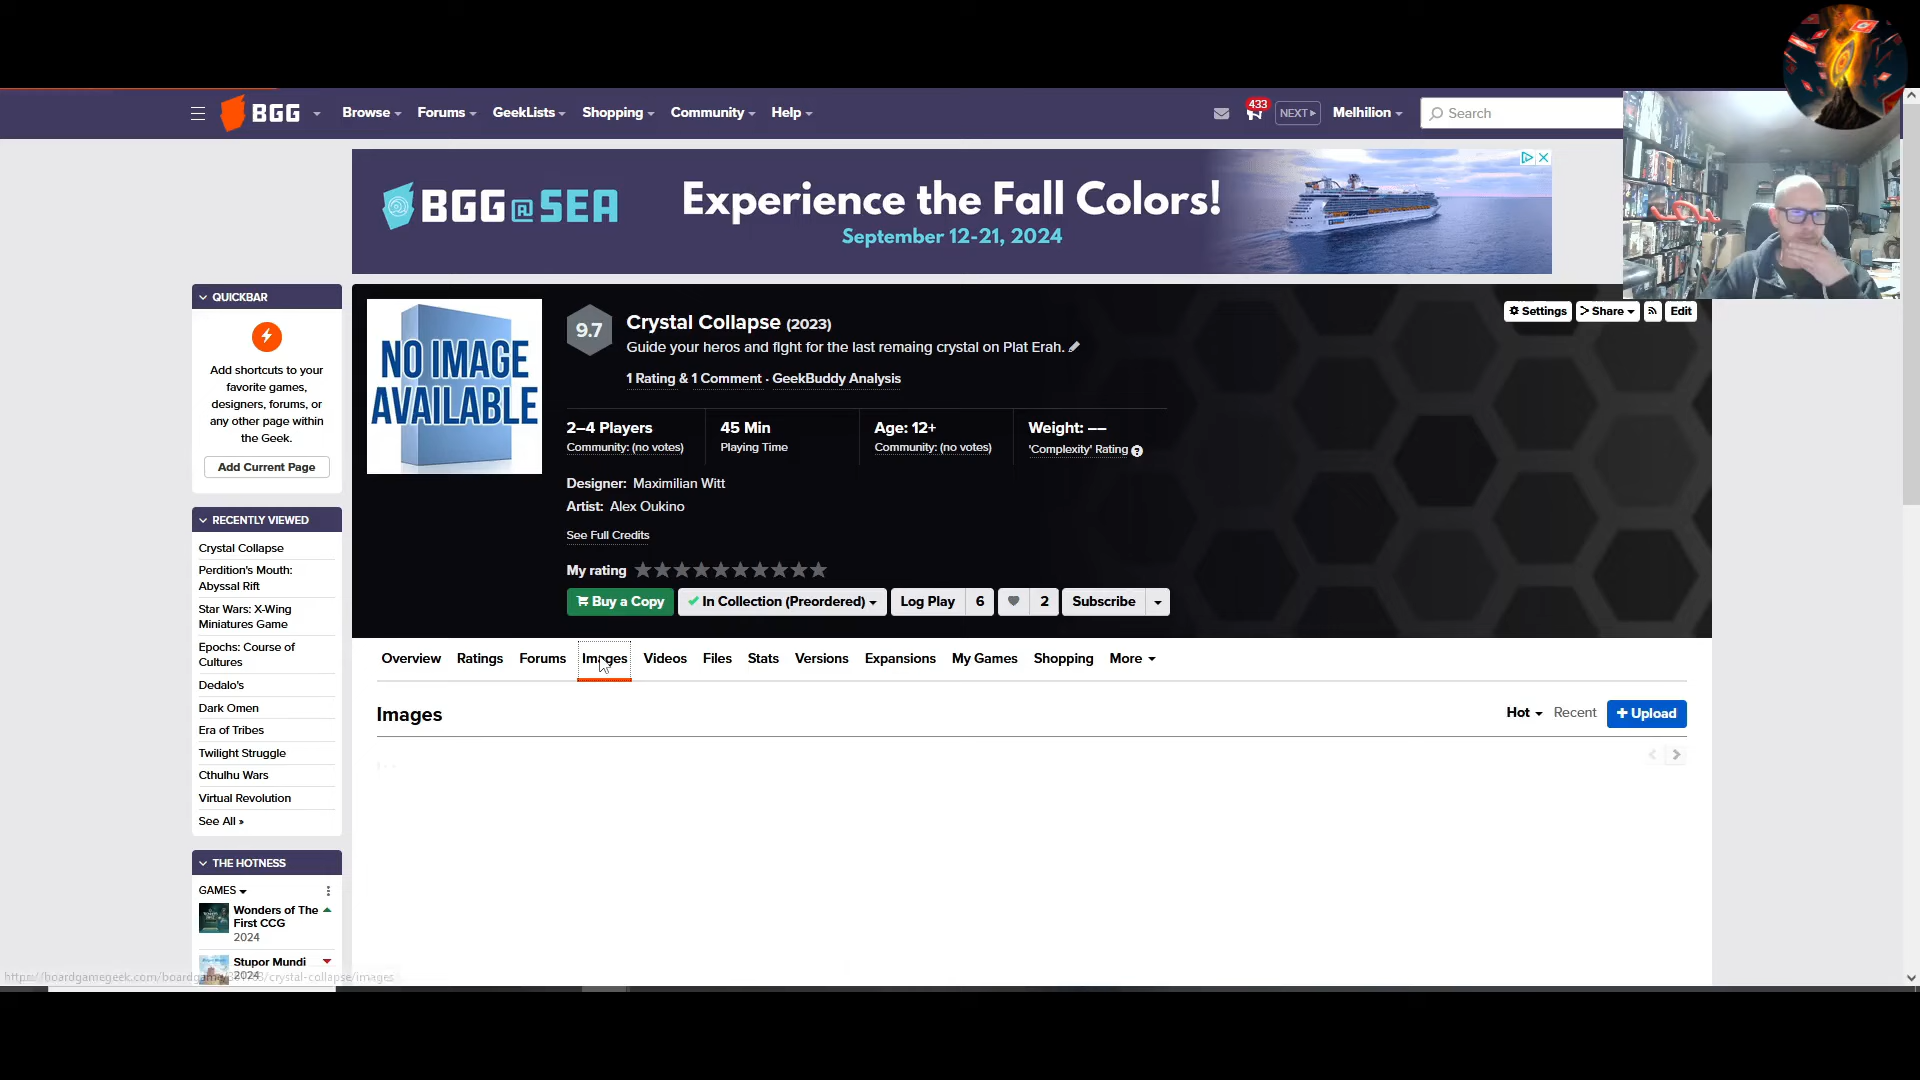 BGG
Browse
Forums
GeekLists
Shopping
Community
Help
433
NEXT
Melhilion
Search
BGG @ SEA
Experience the Fall Colors!
September 12-21, 2024
QUICKBAR
Add shortcuts to your
favorite games,
designers, forums, or
any other page within
the Geek.
Add Current Page
RECENTLY VIEWED
Crystal Collapse
Perdition's Mouth:
Abyssal Rift
Star Wars: X-Wing
Miniatures Game
Epochs: Course of
Cultures
Dedalo's
Dark Omen
Era of Tribes
Twilight Struggle
Cthulhu Wars
Virtual Revolution
See All »
THE HOTNESS
GAMES
Wonders of The
First CCG
2024
Stupor Mundi
2024
NO IMAGE
AVAILABLE
9.7
Crystal Collapse (2023)
Guide your heros and fight for the last remaing crystal on Plat Erah.
1 Rating & 1 Comment · GeekBuddy Analysis
Settings
Share
Edit
2–4 Players
Community: (no votes)
45 Min
Playing Time
Age: 12+
Community: (no votes)
Weight: ––
'Complexity' Rating ?
Designer: Maximilian Witt
Artist: Alex Oukino
See Full Credits
My rating
Buy a Copy
In Collection (Preordered)
Log Play 6
2
Subscribe
Overview
Ratings
Forums
Images
Videos
Files
Stats
Versions
Expansions
My Games
Shopping
More
Images
Hot
Recent
+ Upload